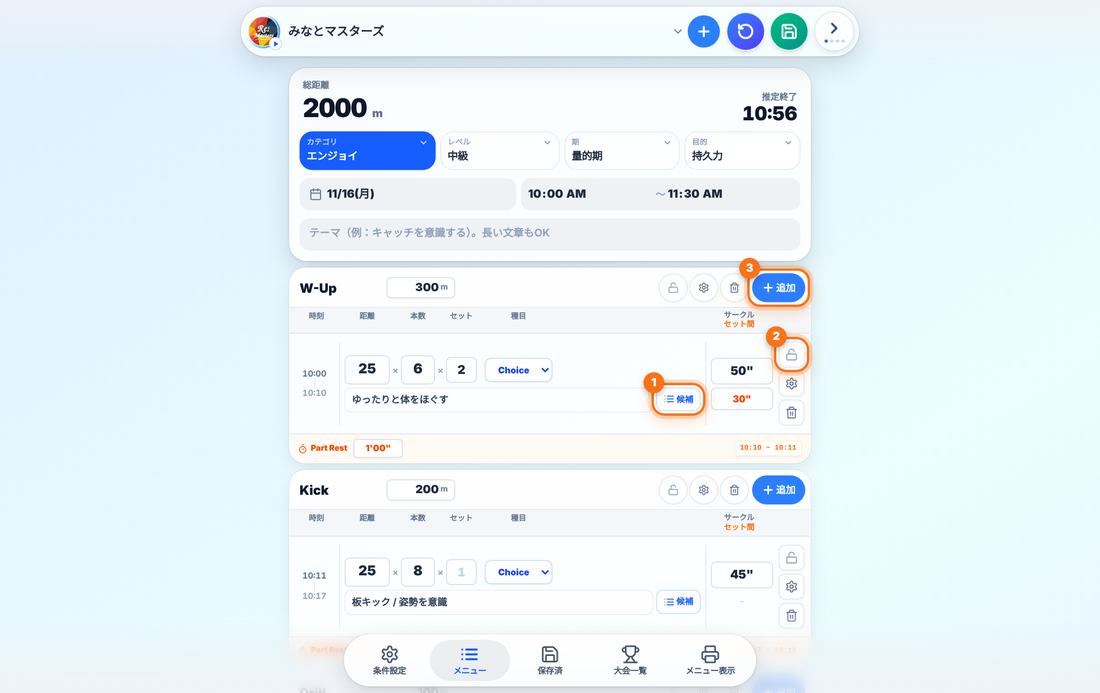 みなとマスターズ
総距離
2000 m
推定終了
10:56
カテゴリ
エンジョイ
レベル
中級
期
量的期
目的
持久力
11/16(月)
10:00 AM
〜11:30 AM
テーマ（例：キャッチを意識する）。長い文章もOK
W-Up
300 m
3
+ 追加
時刻 距離 本数 セット 種目 サークル
セット間
2
10:00
10:10
25 × 6 × 2 Choice
50"
1
ゆったりと体をほぐす
候補
30"
Part Rest 1'00"
10:10 ~ 10:11
Kick
200 m
+ 追加
時刻 距離 本数 セット 種目 サークル
セット間
10:11
10:17
25 × 8 × 1 Choice
45"
板キック / 姿勢を意識
候補
-
条件設定
メニュー
保存済
大会一覧
メニュー表示